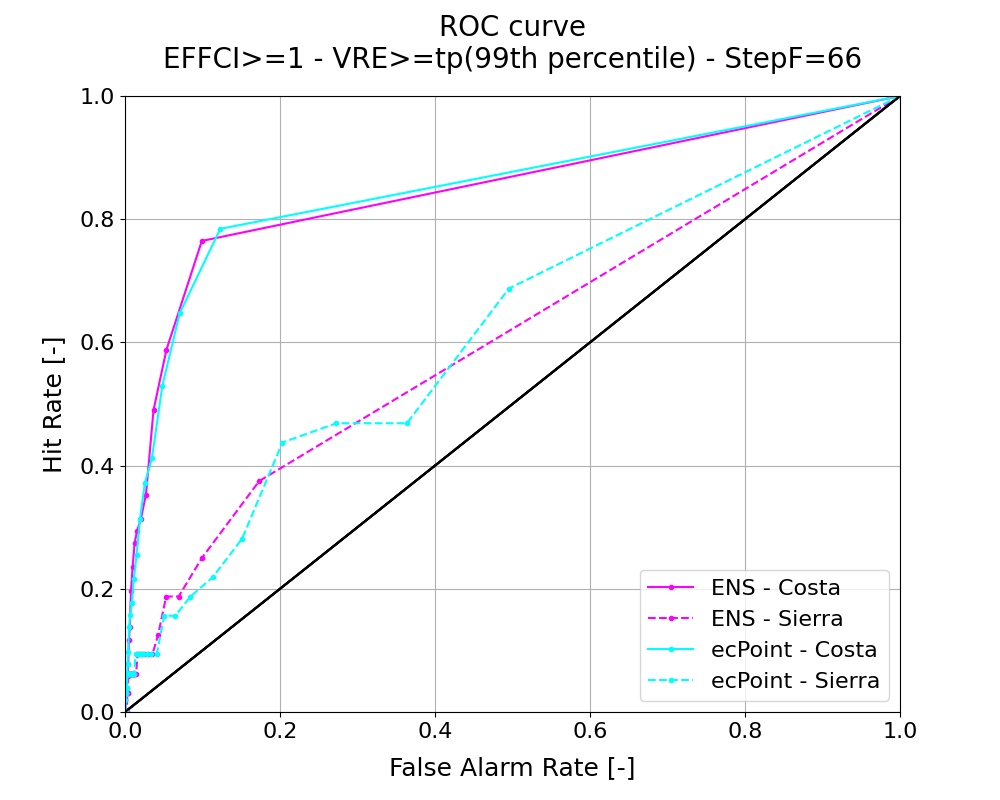 ROC curve
EFFCI>=1 - VRE>=tp(99th percentile) - StepF=66
1.0
0.8
0.6
0.4
0.2
0.0
Hit Rate [-]
0.0 0.2 0.4 0.6 0.8 1.0
False Alarm Rate [-]
ENS - Costa
ENS - Sierra
ecPoint - Costa
ecPoint - Sierra